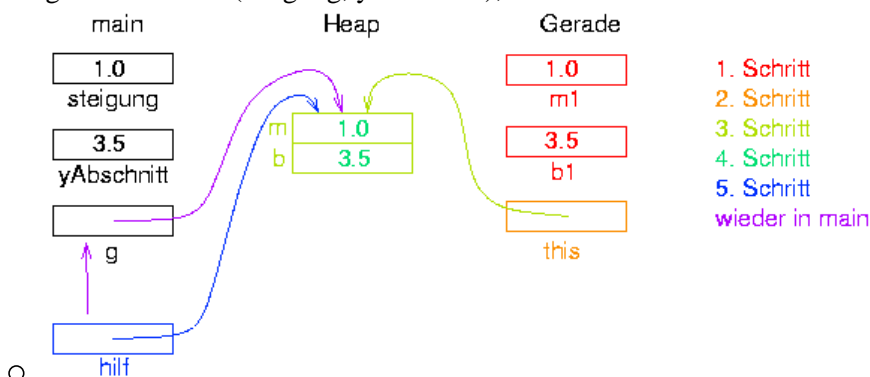 main Heap Gerade
1.0 1.0 1. Schritt
steigung m1 2. Schritt
m 1.0 3. Schritt
3.5 3.5 4. Schritt
b 3.5
yAbschnitt b1 5. Schritt
wieder in main
g this
hilf